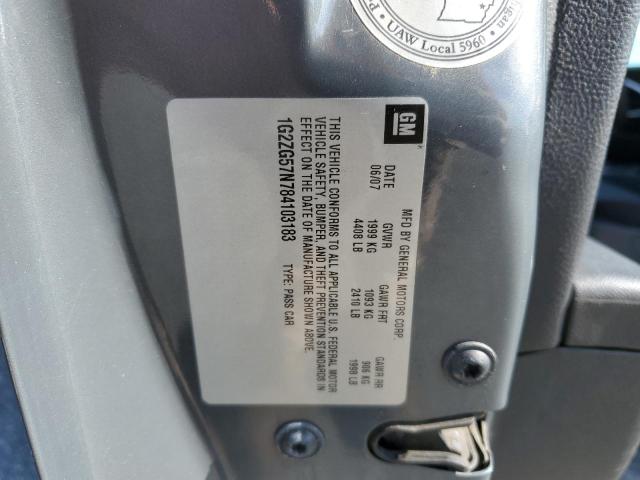 UAW Local 5960
GM
MFD BY GENERAL MOTORS CORP.
DATE GVWR GAWR FRT GAWR RR
06/07 1999 KG 1093 KG 906 KG
4408 LB 2410 LB 1998 LB
THIS VEHICLE CONFORMS TO ALL APPLICABLE U.S. FEDERAL MOTOR
VEHICLE SAFETY, BUMPER, AND THEFT PREVENTION STANDARDS IN
EFFECT ON THE DATE OF MANUFACTURE SHOWN ABOVE.
1G2ZG57N784103183 TYPE: PASS CAR